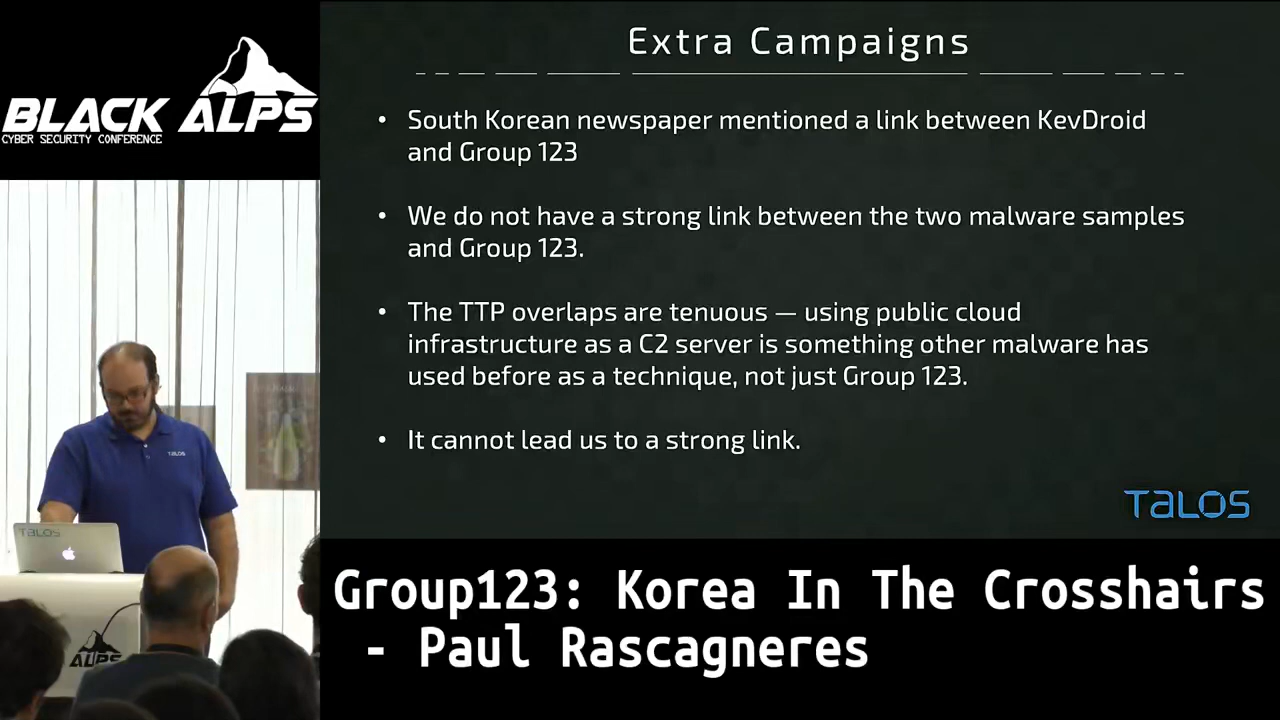 BLACK ALPS
CYBER SECURITY CONFERENCE
Extra Campaigns
• South Korean newspaper mentioned a link between KevDroid
and Group 123
• We do not have a strong link between the two malware samples
and Group 123.
• The TTP overlaps are tenuous — using public cloud
infrastructure as a C2 server is something other malware has
used before as a technique, not just Group 123.
• It cannot lead us to a strong link.
TALOS
TALOS
TALOS
ALPS
Group123: Korea In The Crosshairs
- Paul Rascagneres